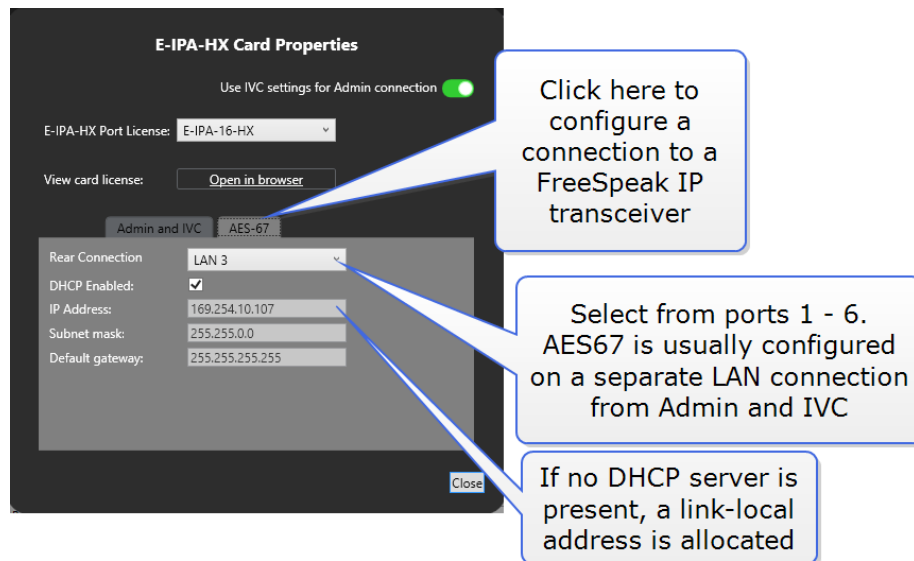 E-IPA-HX Card Properties
Use IVC settings for Admin connection
E-IPA-HX Port License: E-IPA-16-HX
View card license: Open in browser
Admin and IVC AES-67
Rear Connection LAN 3
DHCP Enabled:
IP Address: 169.254.10.107
Subnet mask: 255.255.0.0
Default gateway: 255.255.255.255
Close
Click here to
configure a
connection to a
FreeSpeak IP
transceiver
Select from ports 1 - 6.
AES67 is usually configured
on a separate LAN connection
from Admin and IVC
If no DHCP server is
present, a link-local
address is allocated